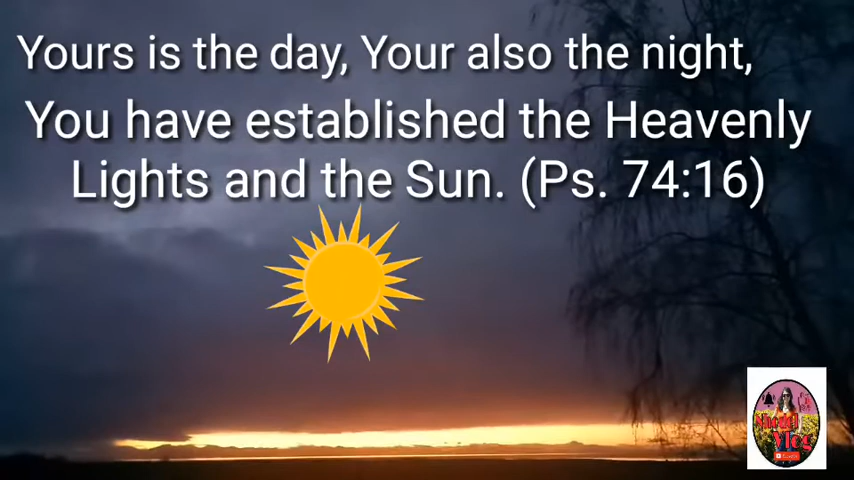 Yours is the day, Your also the night,
You have established the Heavenly
Lights and the Sun. (Ps. 74:16)
Vlog